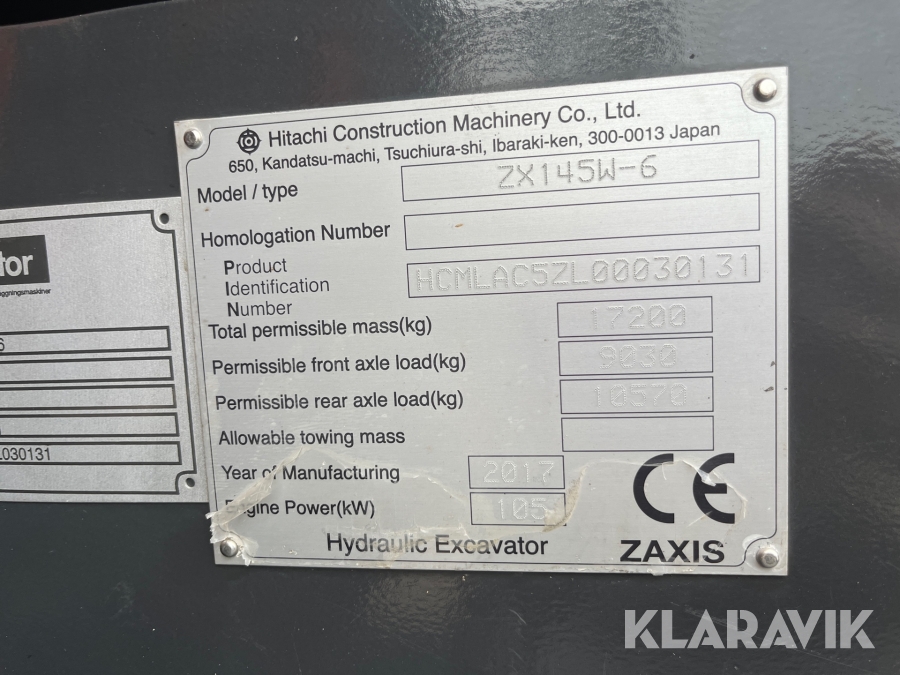 Hitachi Construction Machinery Co., Ltd.
650, Kandatsu-machi, Tsuchiura-shi, Ibaraki-ken, 300-0013 Japan
Model / type ZX145W-6
Homologation Number
Product
Identification HCMLAC5ZL00030131
Number
Total permissible mass(kg) 17200
Permissible front axle load(kg) 9030
Permissible rear axle load(kg) 10570
Allowable towing mass
Year of Manufacturing 2017
Engine Power(kW) 105
CE
Hydraulic Excavator ZAXIS
tor
6
030131
KLARAVIK